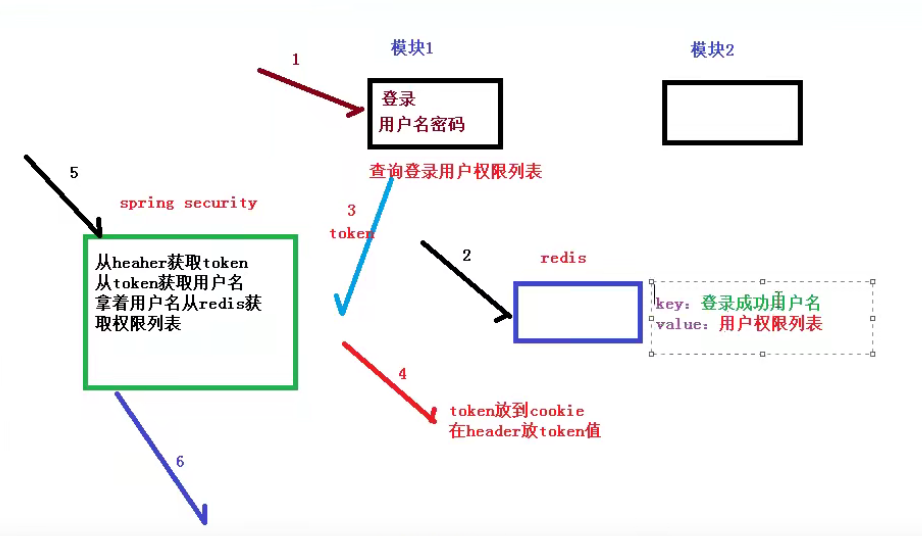 模块1
模块2
1
登录
用户名密码
查询登录用户权限列表
5
spring security
3
token
2
redis
从heaher获取token
从token获取用户名
拿着用户名从redis获
取权限列表
key：登录成功用户名
value：用户权限列表
4
token放到cookie
在header放token值
6